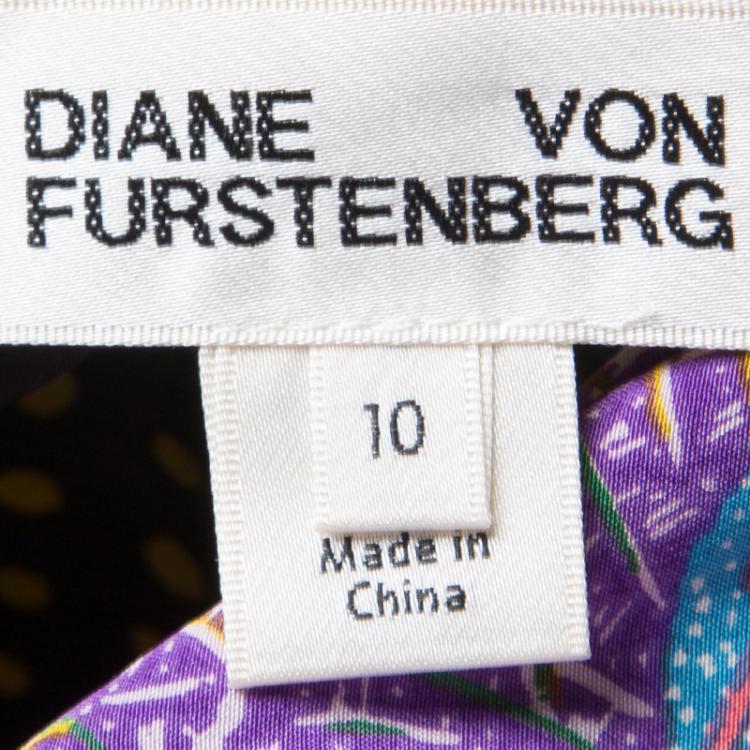 DIANE VON
FURSTENBERG
10
Made in
China